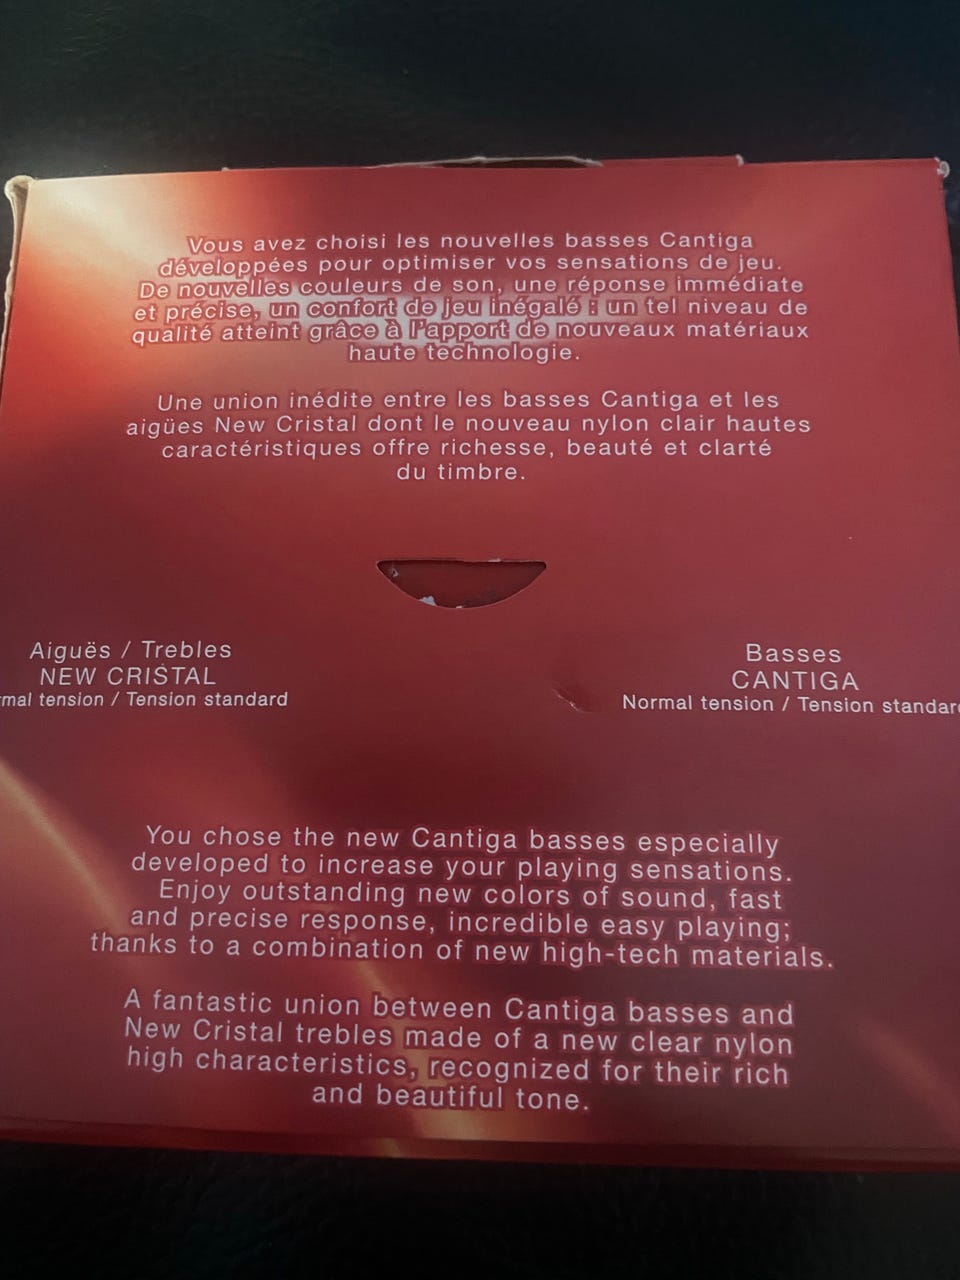 Vous avez choisi les nouvelles basses Cantiga
développées pour optimiser vos sensations de jeu.
De nouvelles couleurs de son, une réponse immédiate
et précise, un confort de jeu inégalé : un tel niveau de
qualité atteint grâce à l'apport de nouveaux matériaux
haute technologie.
Une union inédite entre les basses Cantiga et les
aigües New Cristal dont le nouveau nylon clair hautes
caractéristiques offre richesse, beauté et clarté
du timbre.
Aiguës / Trebles
NEW CRISTAL
rmal tension / Tension standard
Basses
CANTIGA
Normal tension / Tension standar
You chose the new Cantiga basses especially
developed to increase your playing sensations.
Enjoy outstanding new colors of sound, fast
and precise response, incredible easy playing;
thanks to a combination of new high-tech materials.
A fantastic union between Cantiga basses and
New Cristal trebles made of a new clear nylon
high characteristics, recognized for their rich
and beautiful tone.